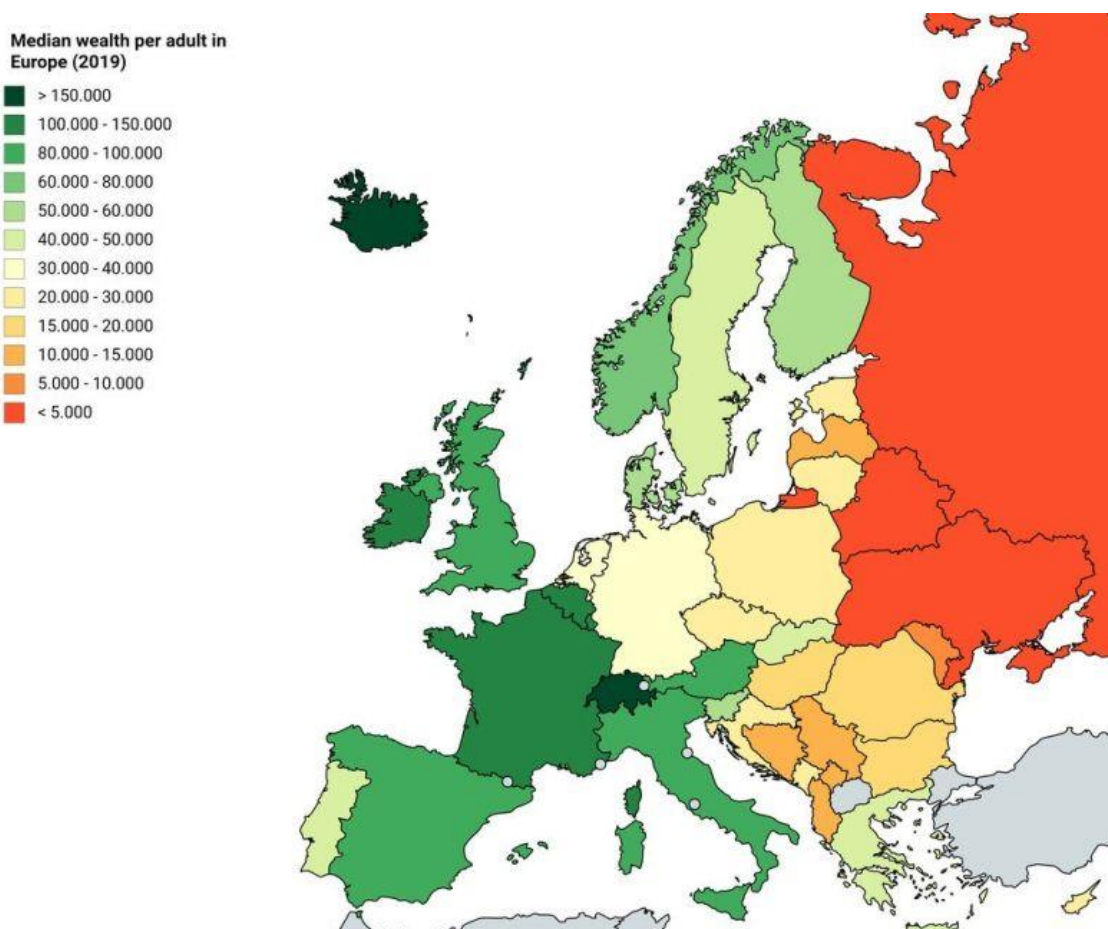 Median wealth per adult in
Europe (2019)
> 150.000
100.000 - 150.000
80.000 - 100.000
60.000 - 80.000
50.000 - 60.000
40.000 - 50.000
30.000 - 40.000
20.000 - 30.000
15.000 - 20.000
10.000 - 15.000
5.000 - 10.000
< 5.000